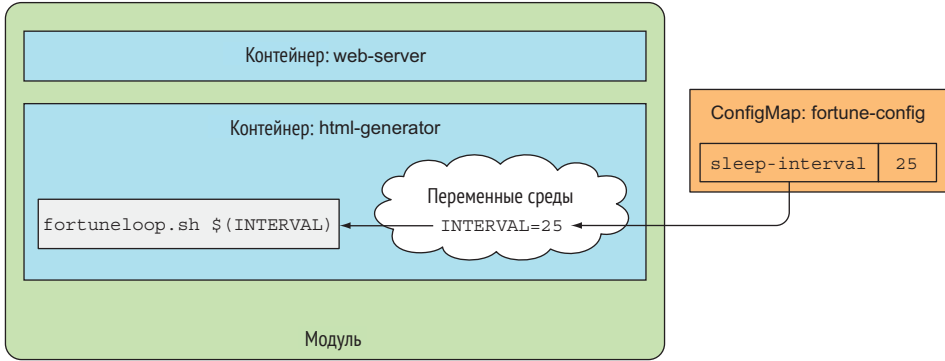 Контейнер: web-server
Контейнер: html-generator
fortuneloop.sh $(INTERVAL)
Переменные среды
INTERVAL=25
Модуль
ConfigMap: fortune-config
sleep-interval 25